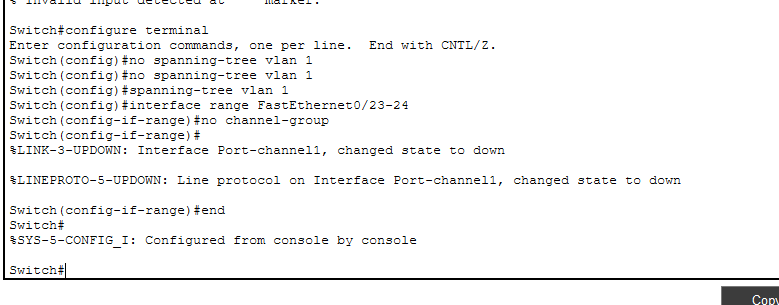 % Invalid input detected at marker.
Switch#configure terminal
Enter configuration commands, one per line.  End with CNTL/Z.
Switch(config)#no spanning-tree vlan 1
Switch(config)#no spanning-tree vlan 1
Switch(config)#spanning-tree vlan 1
Switch(config)#interface range FastEthernet0/23-24
Switch(config-if-range)#no channel-group
Switch(config-if-range)#
%LINK-3-UPDOWN: Interface Port-channel1, changed state to down
%LINEPROTO-5-UPDOWN: Line protocol on Interface Port-channel1, changed state to down
Switch(config-if-range)#end
Switch#
%SYS-5-CONFIG_I: Configured from console by console
Switch#